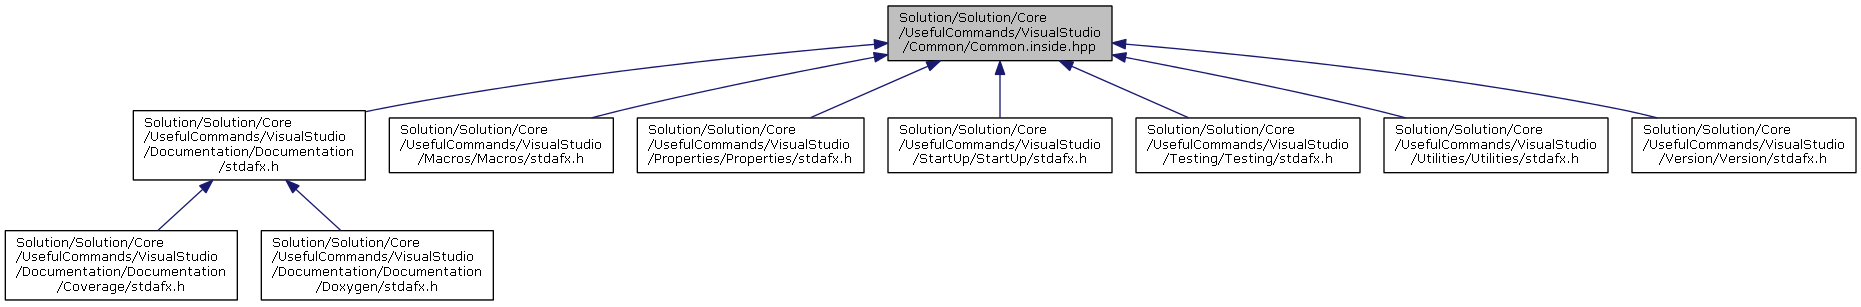 Solution/Solution/Core
/UsefulCommands/VisualStudio
/Common/Common.inside.hpp
Solution/Solution/Core
/UsefulCommands/VisualStudio
/Documentation/Documentation
/stdafx.h
Solution/Solution/Core
/UsefulCommands/VisualStudio
/Macros/Macros/stdafx.h
Solution/Solution/Core
/UsefulCommands/VisualStudio
/Properties/Properties/stdafx.h
Solution/Solution/Core
/UsefulCommands/VisualStudio
/StartUp/StartUp/stdafx.h
Solution/Solution/Core
/UsefulCommands/VisualStudio
/Testing/Testing/stdafx.h
Solution/Solution/Core
/UsefulCommands/VisualStudio
/Utilities/Utilities/stdafx.h
Solution/Solution/Core
/UsefulCommands/VisualStudio
/Version/Version/stdafx.h
Solution/Solution/Core
/UsefulCommands/VisualStudio
/Documentation/Documentation
/Coverage/stdafx.h
Solution/Solution/Core
/UsefulCommands/VisualStudio
/Documentation/Documentation
/Doxygen/stdafx.h